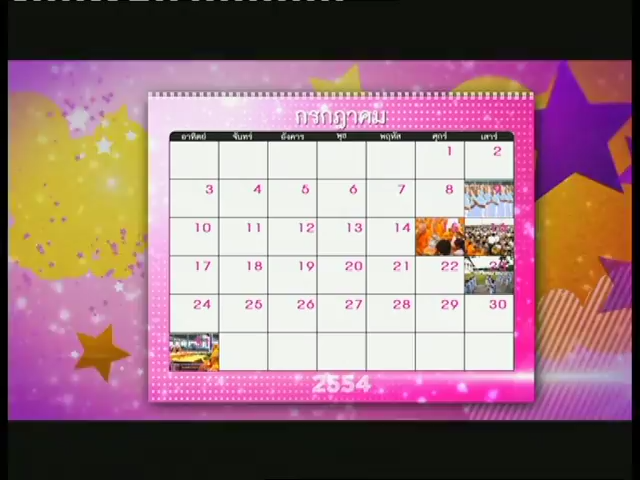 กรกฎาคม
อาทิตย์ จันทร์ อังคาร พุธ พฤหัส ศุกร์ เสาร์
1 2
3 4 5 6 7 8 9
10 11 12 13 14
17 18 19 20 21 22
24 25 26 27 28 29 30
2554